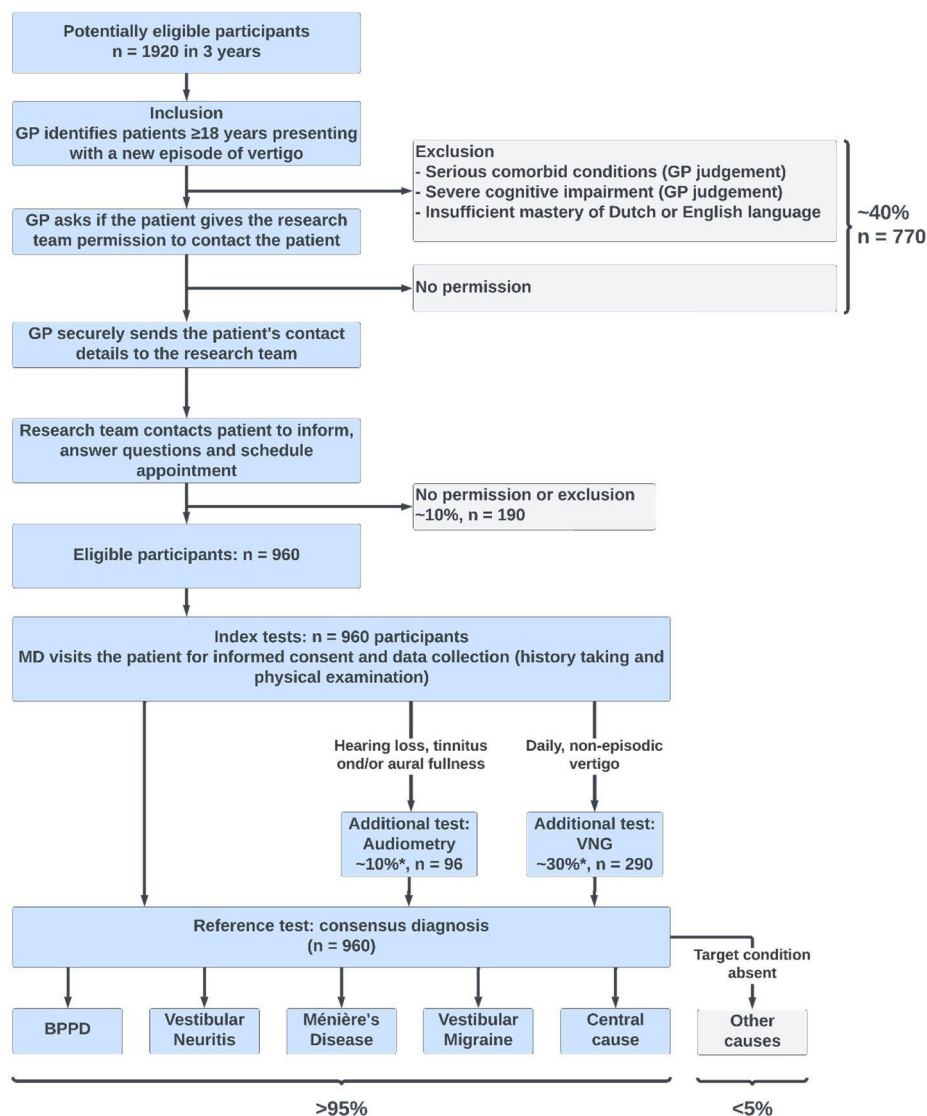 Potentially eligible participants
n = 1920 in 3 years
Inclusion
GP identifies patients ≥18 years presenting
with a new episode of vertigo
Exclusion
- Serious comorbid conditions (GP judgement)
- Severe cognitive impairment (GP judgement)
- Insufficient mastery of Dutch or English language
~40%
n = 770
GP asks if the patient gives the research
team permission to contact the patient
No permission
GP securely sends the patient's contact
details to the research team
Research team contacts patient to inform,
answer questions and schedule
appointment
No permission or exclusion
~10%, n = 190
Eligible participants: n = 960
Index tests: n = 960 participants
MD visits the patient for informed consent and data collection (history taking and
physical examination)
Hearing loss, tinnitus
ond/or aural fullness
Daily, non-episodic
vertigo
Additional test:
Audiometry
~10%*, n = 96
Additional test:
VNG
~30%*, n = 290
Reference test: consensus diagnosis
(n = 960)
Target condition
absent
BPPD
Vestibular
Neuritis
Ménière's
Disease
Vestibular
Migraine
Central
cause
Other
causes
>95%
<5%